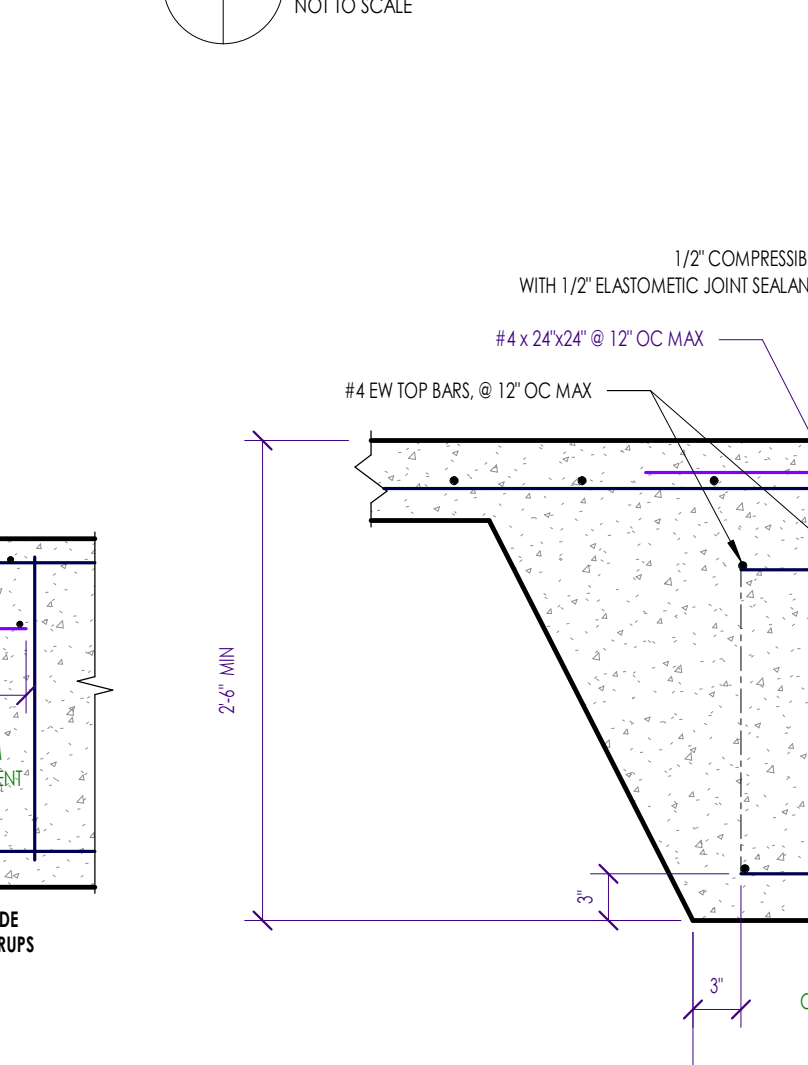 NOT TO SCALE
1/2" COMPRESSIB
WITH 1/2" ELASTOMETIC JOINT SEALAN
#4 x 24"x24" @ 12" OC MAX
#4 EW TOP BARS, @ 12" OC MAX
2'-6" MIN
ENT
3"
DE
RUPS
3"